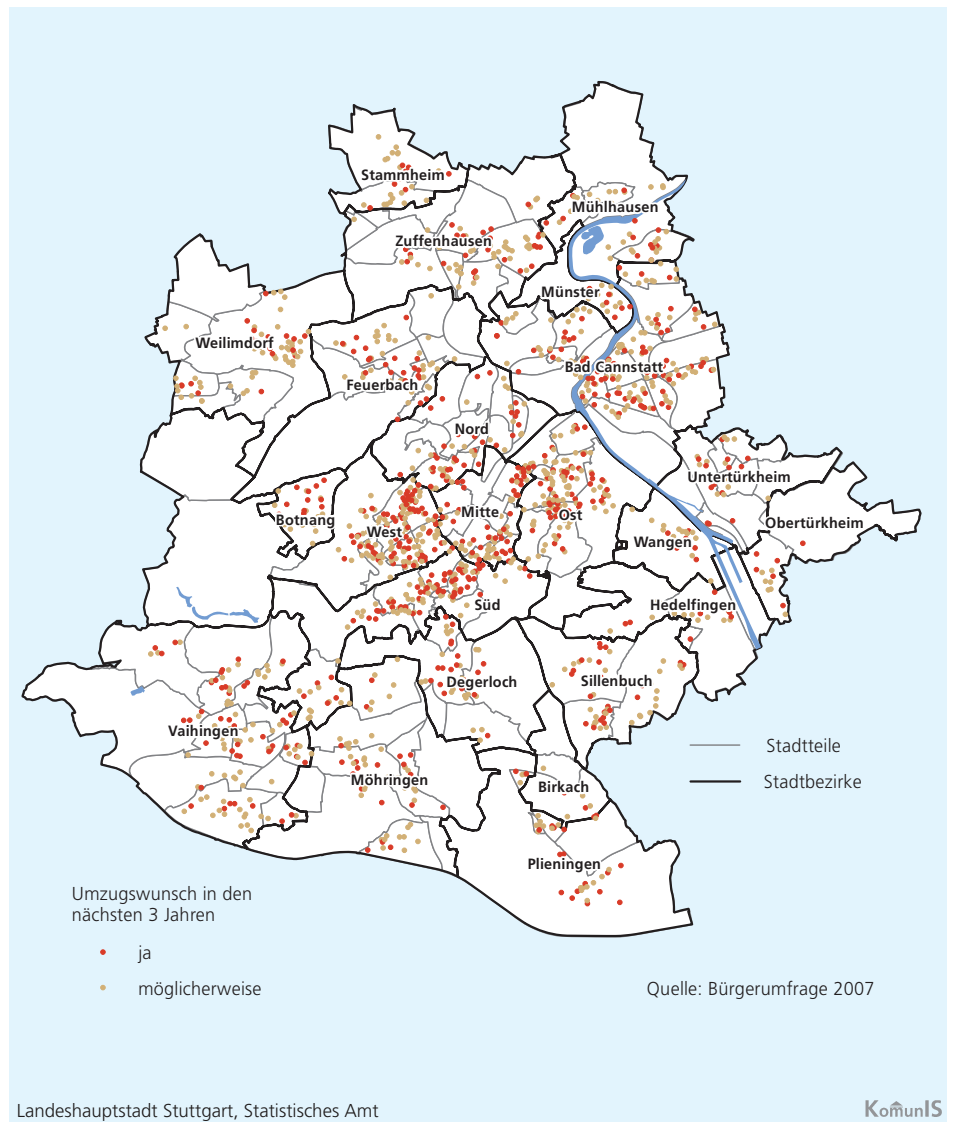 Stammheim
Mühlhausen
Zuffenhausen
Münster
Weilimdorf
Bad Cannstatt
Feuerbach
Nord
Untertürkheim
Botnang
Mitte
Ost
Obertürkheim
West
Wangen
Süd
Hedelfingen
Degerloch
Sillenbuch
Vaihingen
Stadtteile
Möhringen
Stadtbezirke
Birkach
Plieningen
Umzugswunsch in den
nächsten 3 Jahren
ja
möglicherweise
Quelle: Bürgerumfrage 2007
Landeshauptstadt Stuttgart, Statistisches Amt
KomunIS